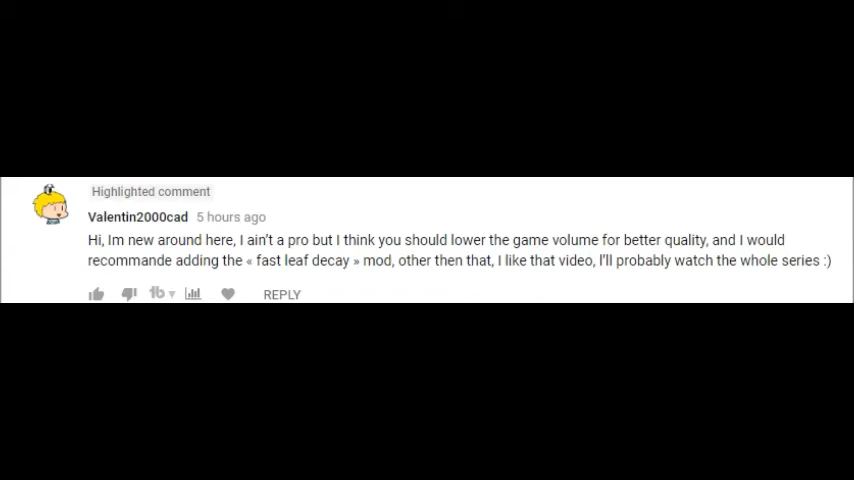 Highlighted comment
Valentin2000cad 5 hours ago
Hi, Im new around here, I ain't a pro but I think you should lower the game volume for better quality, and I would
recommande adding the « fast leaf decay » mod, other then that, I like that video, I'll probably watch the whole series :)
1b REPLY